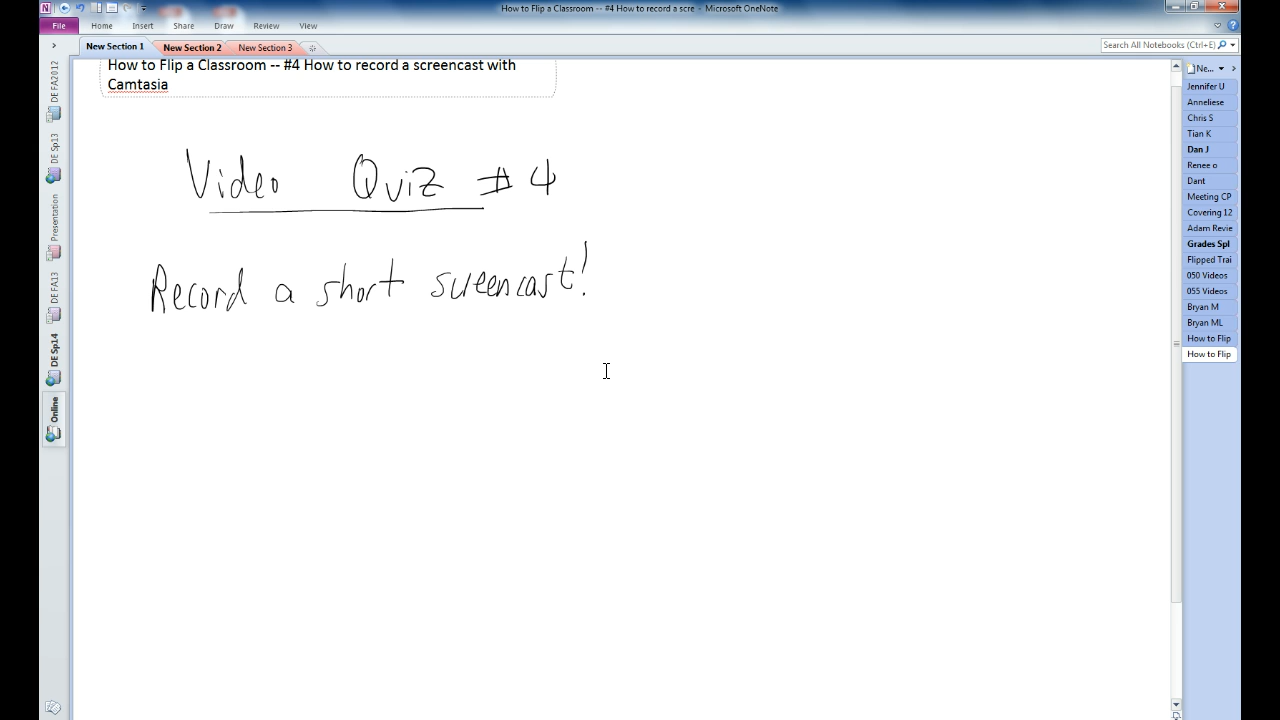 How to Flip a Classroom -- #4 How to record a scre - Microsoft OneNote
File Home Insert Share Draw Review View
New Section 1 New Section 2 New Section 3
Search All Notebooks (Ctrl+E)
How to Flip a Classroom -- #4 How to record a screencast with
Camtasia
Video Quiz #4
Record a short screencast!
DE FA2012
DE Sp13
Presentation
DE FA13
DE Sp14
Online
Ne...
Jennifer U
Anneliese
Chris S
Tian K
Dan J
Renee o
Dant
Meeting CP
Covering 12
Adam Revie
Grades Spl
Flipped Trai
050 Videos
055 Videos
Bryan M
Bryan ML
How to Flip
How to Flip